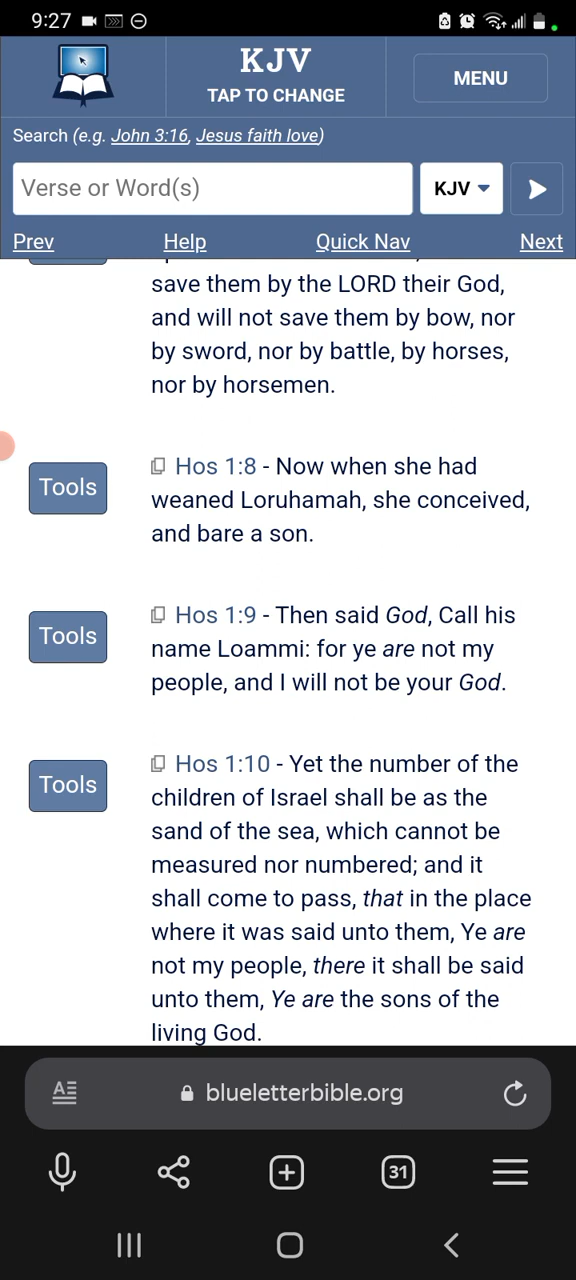 9:27
KJV
TAP TO CHANGE
MENU
Search (e.g. John 3:16, Jesus faith love)
Verse or Word(s)
KJV
Prev Help Quick Nav Next
save them by the LORD their God,
and will not save them by bow, nor
by sword, nor by battle, by horses,
nor by horsemen.
Tools
Hos 1:8 - Now when she had
weaned Loruhamah, she conceived,
and bare a son.
Tools
Hos 1:9 - Then said God, Call his
name Loammi: for ye are not my
people, and I will not be your God.
Tools
Hos 1:10 - Yet the number of the
children of Israel shall be as the
sand of the sea, which cannot be
measured nor numbered; and it
shall come to pass, that in the place
where it was said unto them, Ye are
not my people, there it shall be said
unto them, Ye are the sons of the
living God.
blueletterbible.org
31